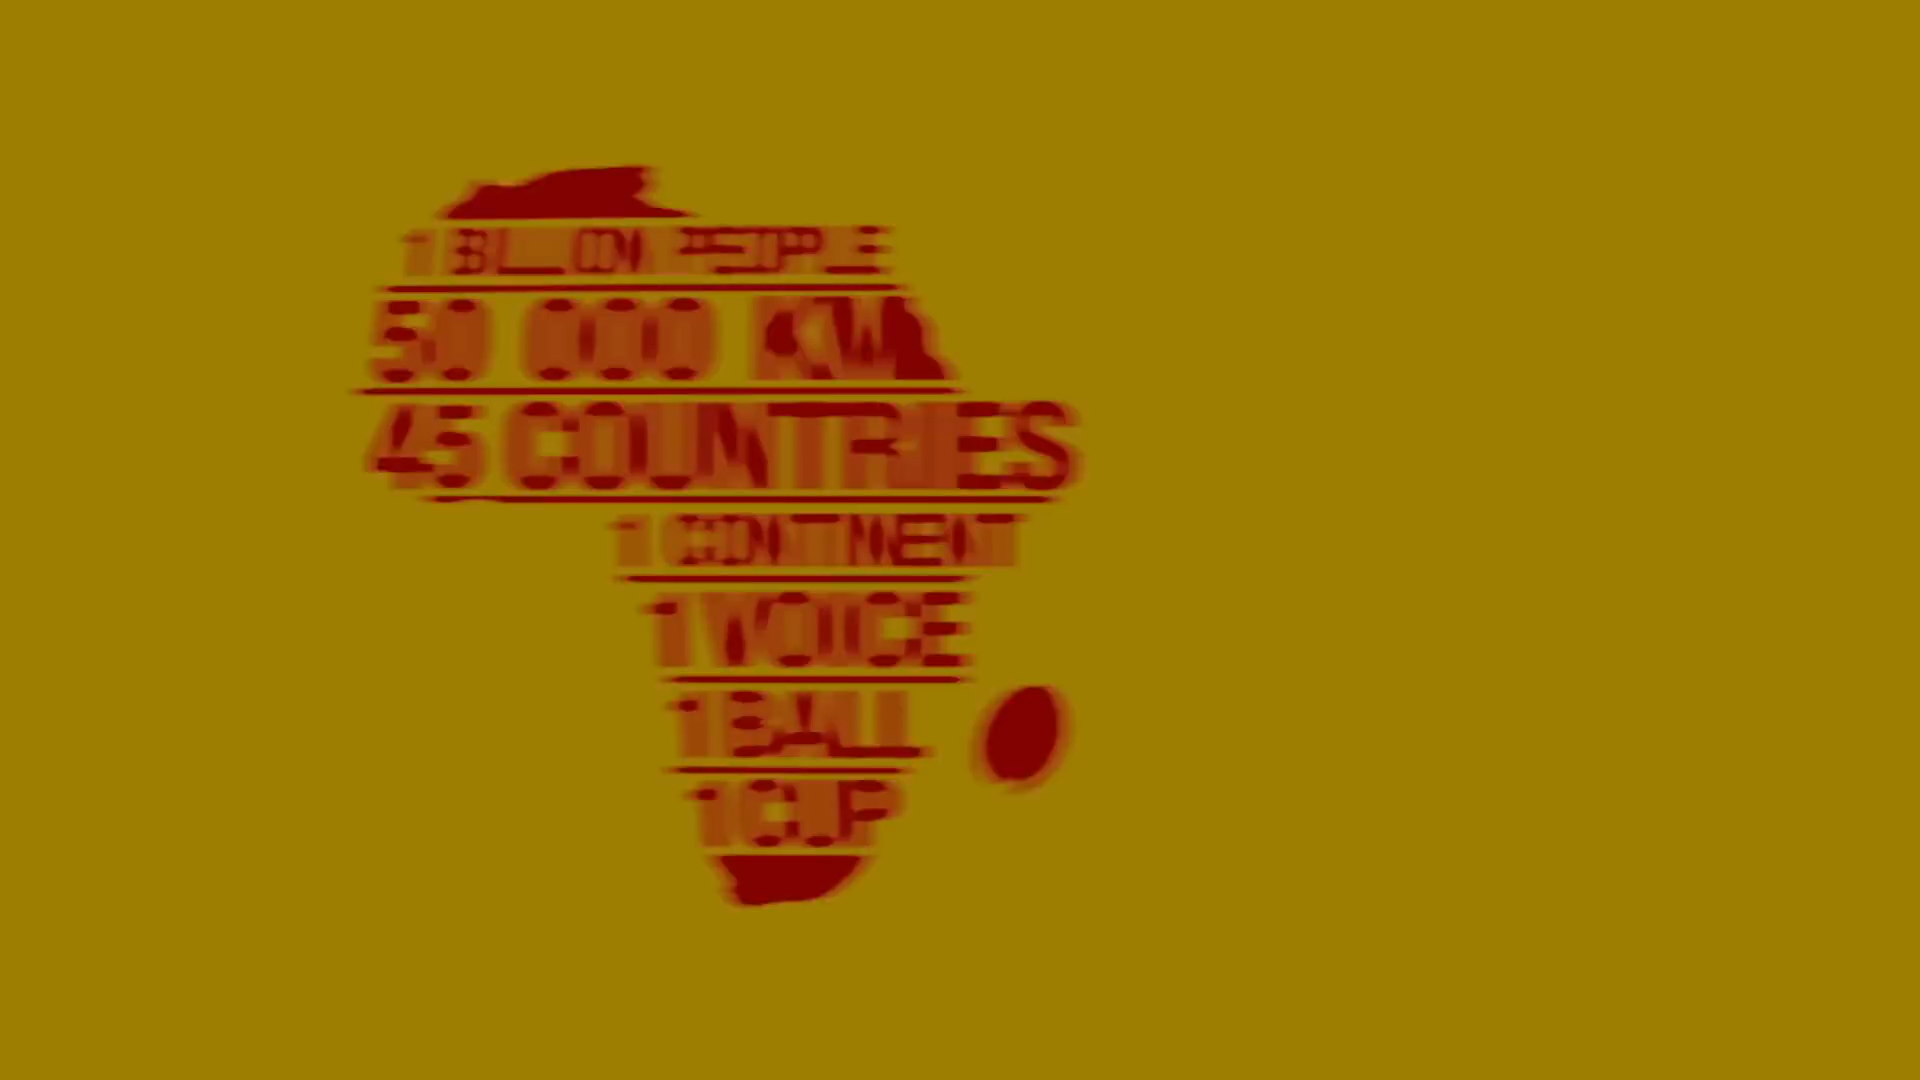 1 BILLION PEOPLE
50 000 KM
45 COUNTRIES
1 CONTINENT
1 VOICE
1 BALL
1 CUP